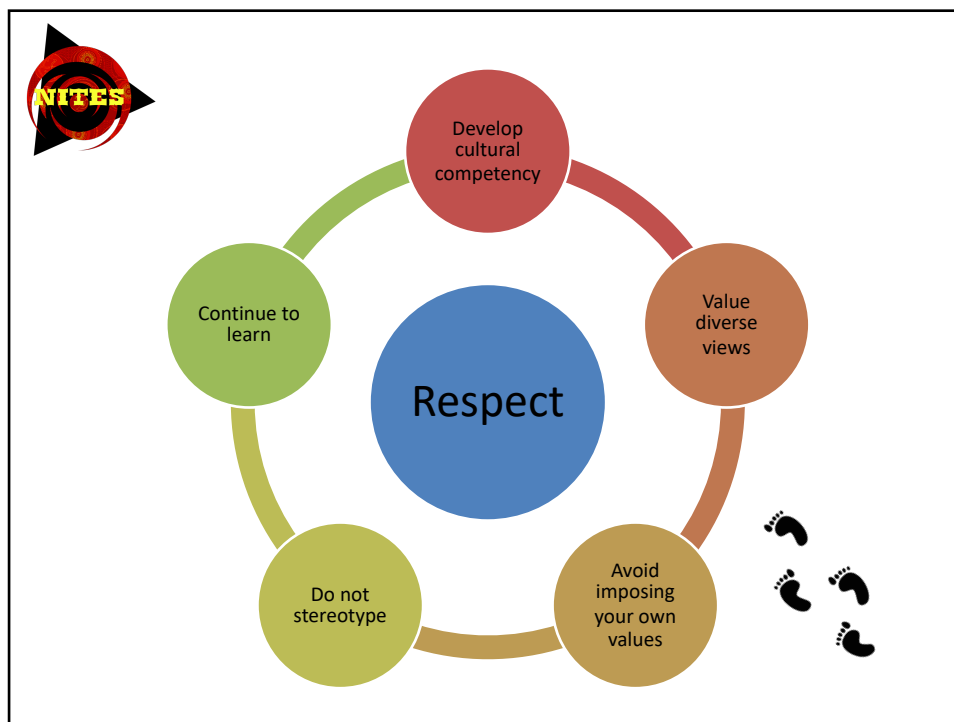 NITES
Develop
cultural
competency
Value
diverse
views
Avoid
imposing
your own
values
Do not
stereotype
Continue to
learn
Respect